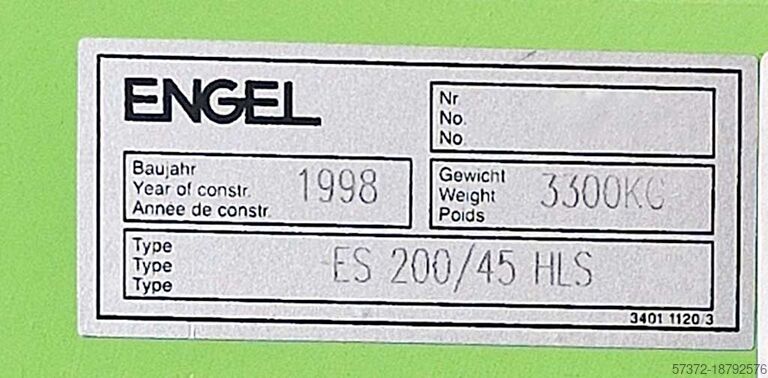 ENGEL
Nr.
No.
No.
Baujahr
Year of constr.
Année de constr.
1998
Gewicht
Weight
Poids
3300KG
Type
Type
Type
ES 200/45 HLS
3401 1120/3
57372-18792576